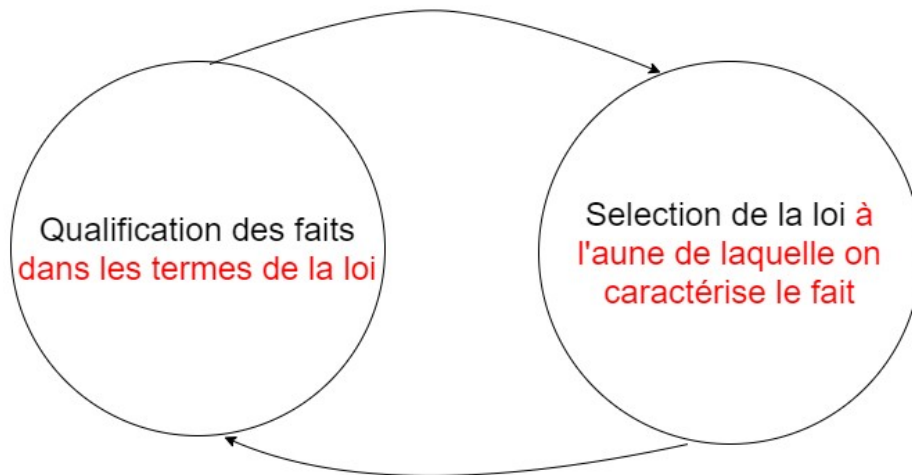 Qualification des faits
dans les termes de la loi
Selection de la loi à
l'aune de laquelle on
caractérise le fait